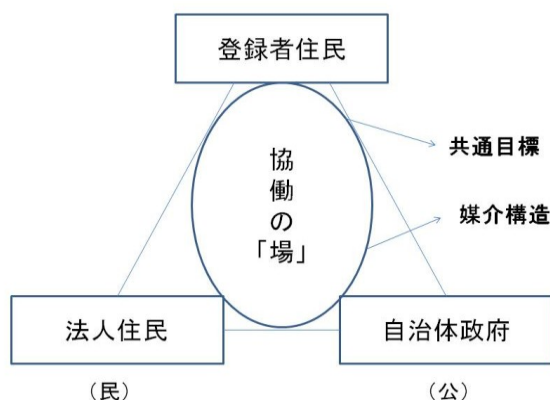 登録者住民
協働の「場」
共通目標
媒介構造
法人住民
自治体政府
（民）
（公）